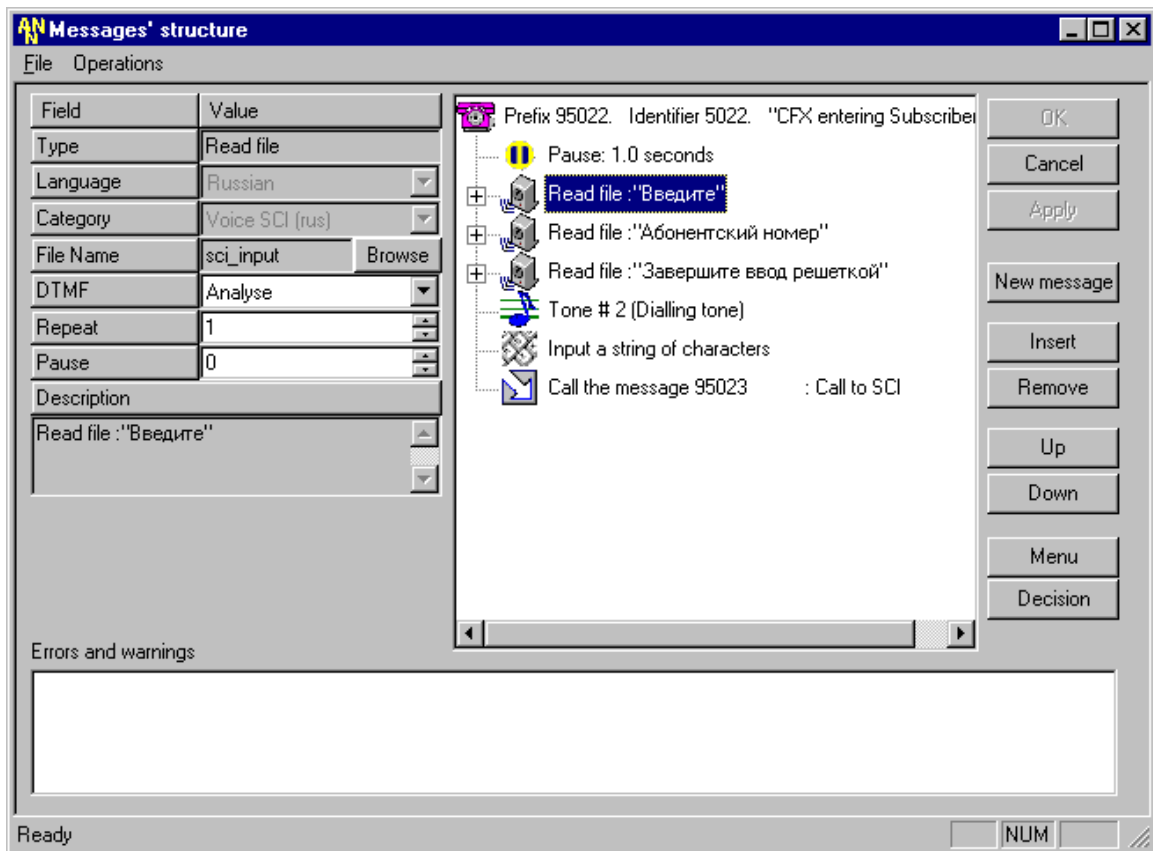 Messages' structure
File Operations
Field Value
Type Read file
Language Russian
Category Voice SCI (rus)
File Name sci_input Browse
DTMF Analyse
Repeat 1
Pause 0
Description
Read file :"Введите"
Prefix 95022. Identifier 5022. "CFX entering Subscriber
Pause: 1.0 seconds
Read file :"Введите"
Read file :"Абонентский номер"
Read file :"Завершите ввод решеткой"
Tone # 2 (Dialling tone)
Input a string of characters
Call the message 95023 : Call to SCI
OK
Cancel
Apply
New message
Insert
Remove
Up
Down
Menu
Decision
Errors and warnings
Ready NUM